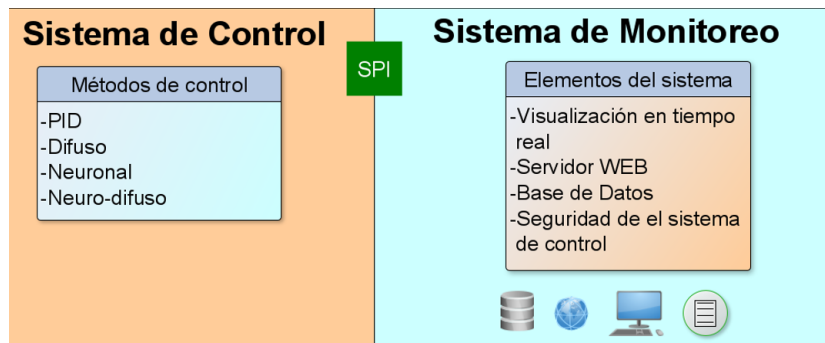 Sistema de Control
Métodos de control
-PID
-Difuso
-Neuronal
-Neuro-difuso
SPI
Sistema de Monitoreo
Elementos del sistema
-Visualización en tiempo
real
-Servidor WEB
-Base de Datos
-Seguridad de el sistema
de control